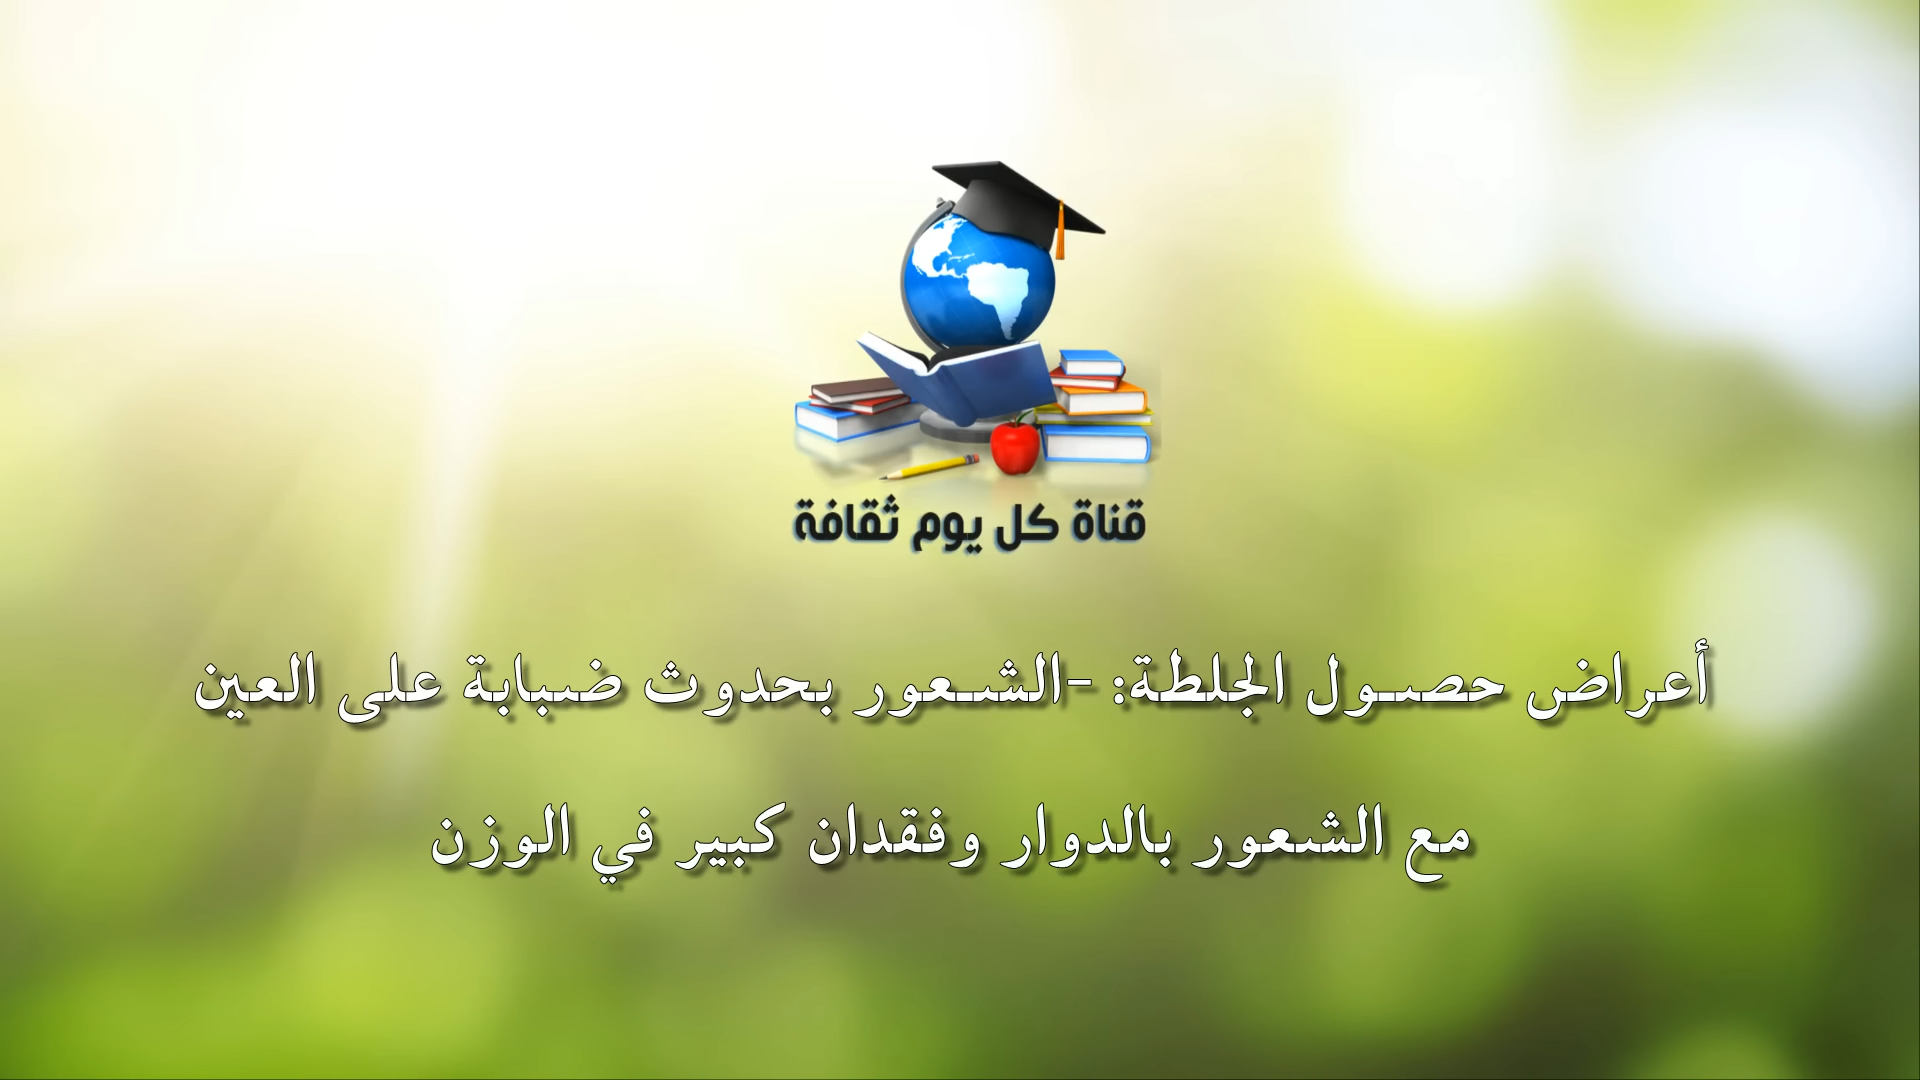 قناة كل يوم ثقافة
أعراض حصول الجلطة: -الشعور بحدوث ضبابة على العين
مع الشعور بالدوار وفقدان كبير في الوزن